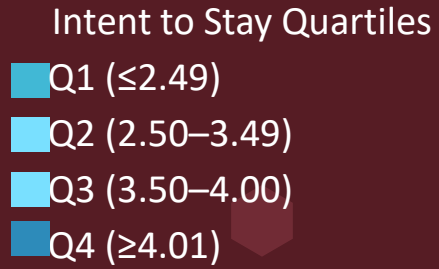 Intent to Stay Quartiles
Q1 (≤2.49)
Q2 (2.50–3.49)
Q3 (3.50–4.00)
Q4 (≥4.01)